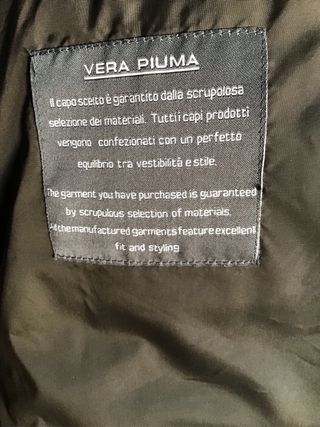 VERA PIUMA
Il capo scelto è garantito dalla scrupolosa
selezione dei materiali. Tutti i capi prodotti
vengono confezionati con un perfetto
equilibrio tra vestibilità e stile.
The garment you have purchased is guaranteed
by scrupulous selection of materials.
All the manufactured garments feature excellent
fit and styling